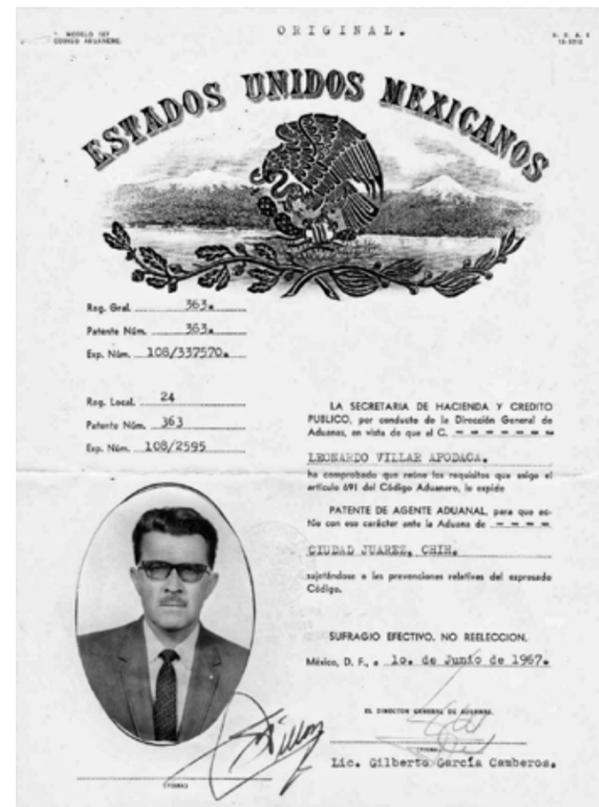 MODELO 107
CODIGO ADUANERO.
ORIGINAL.
ESTADOS UNIDOS MEXICANOS
Reg. Gral. 363.
Patente Núm. 363.
Exp. Núm. 108/337570.
Reg. Local. 24
Patente Núm. 363
Exp. Núm. 108/2595
LA SECRETARIA DE HACIENDA Y CREDITO
PUBLICO, por conducto de la Dirección General de
Aduanas, en vista de que el C. - - - - - - -
LEONARDO VILLAR APODACA.
ha comprobado que reúne los requisitos que exige el
artículo 691 del Código Aduanero, le expide
PATENTE DE AGENTE ADUANAL, para que ac-
túe con ese carácter ante la Aduana de - - - -
CIUDAD JUAREZ, CHIH.
sujetándose a las prevenciones relativas del expresado
Código.
SUFRAGIO EFECTIVO. NO REELECCION.
México, D. F., a 1o. de Junio de 1967.
EL DIRECTOR GENERAL DE ADUANAS.
(FIRMA)
Lic. Gilberto García Camberos.
(FIRMA)